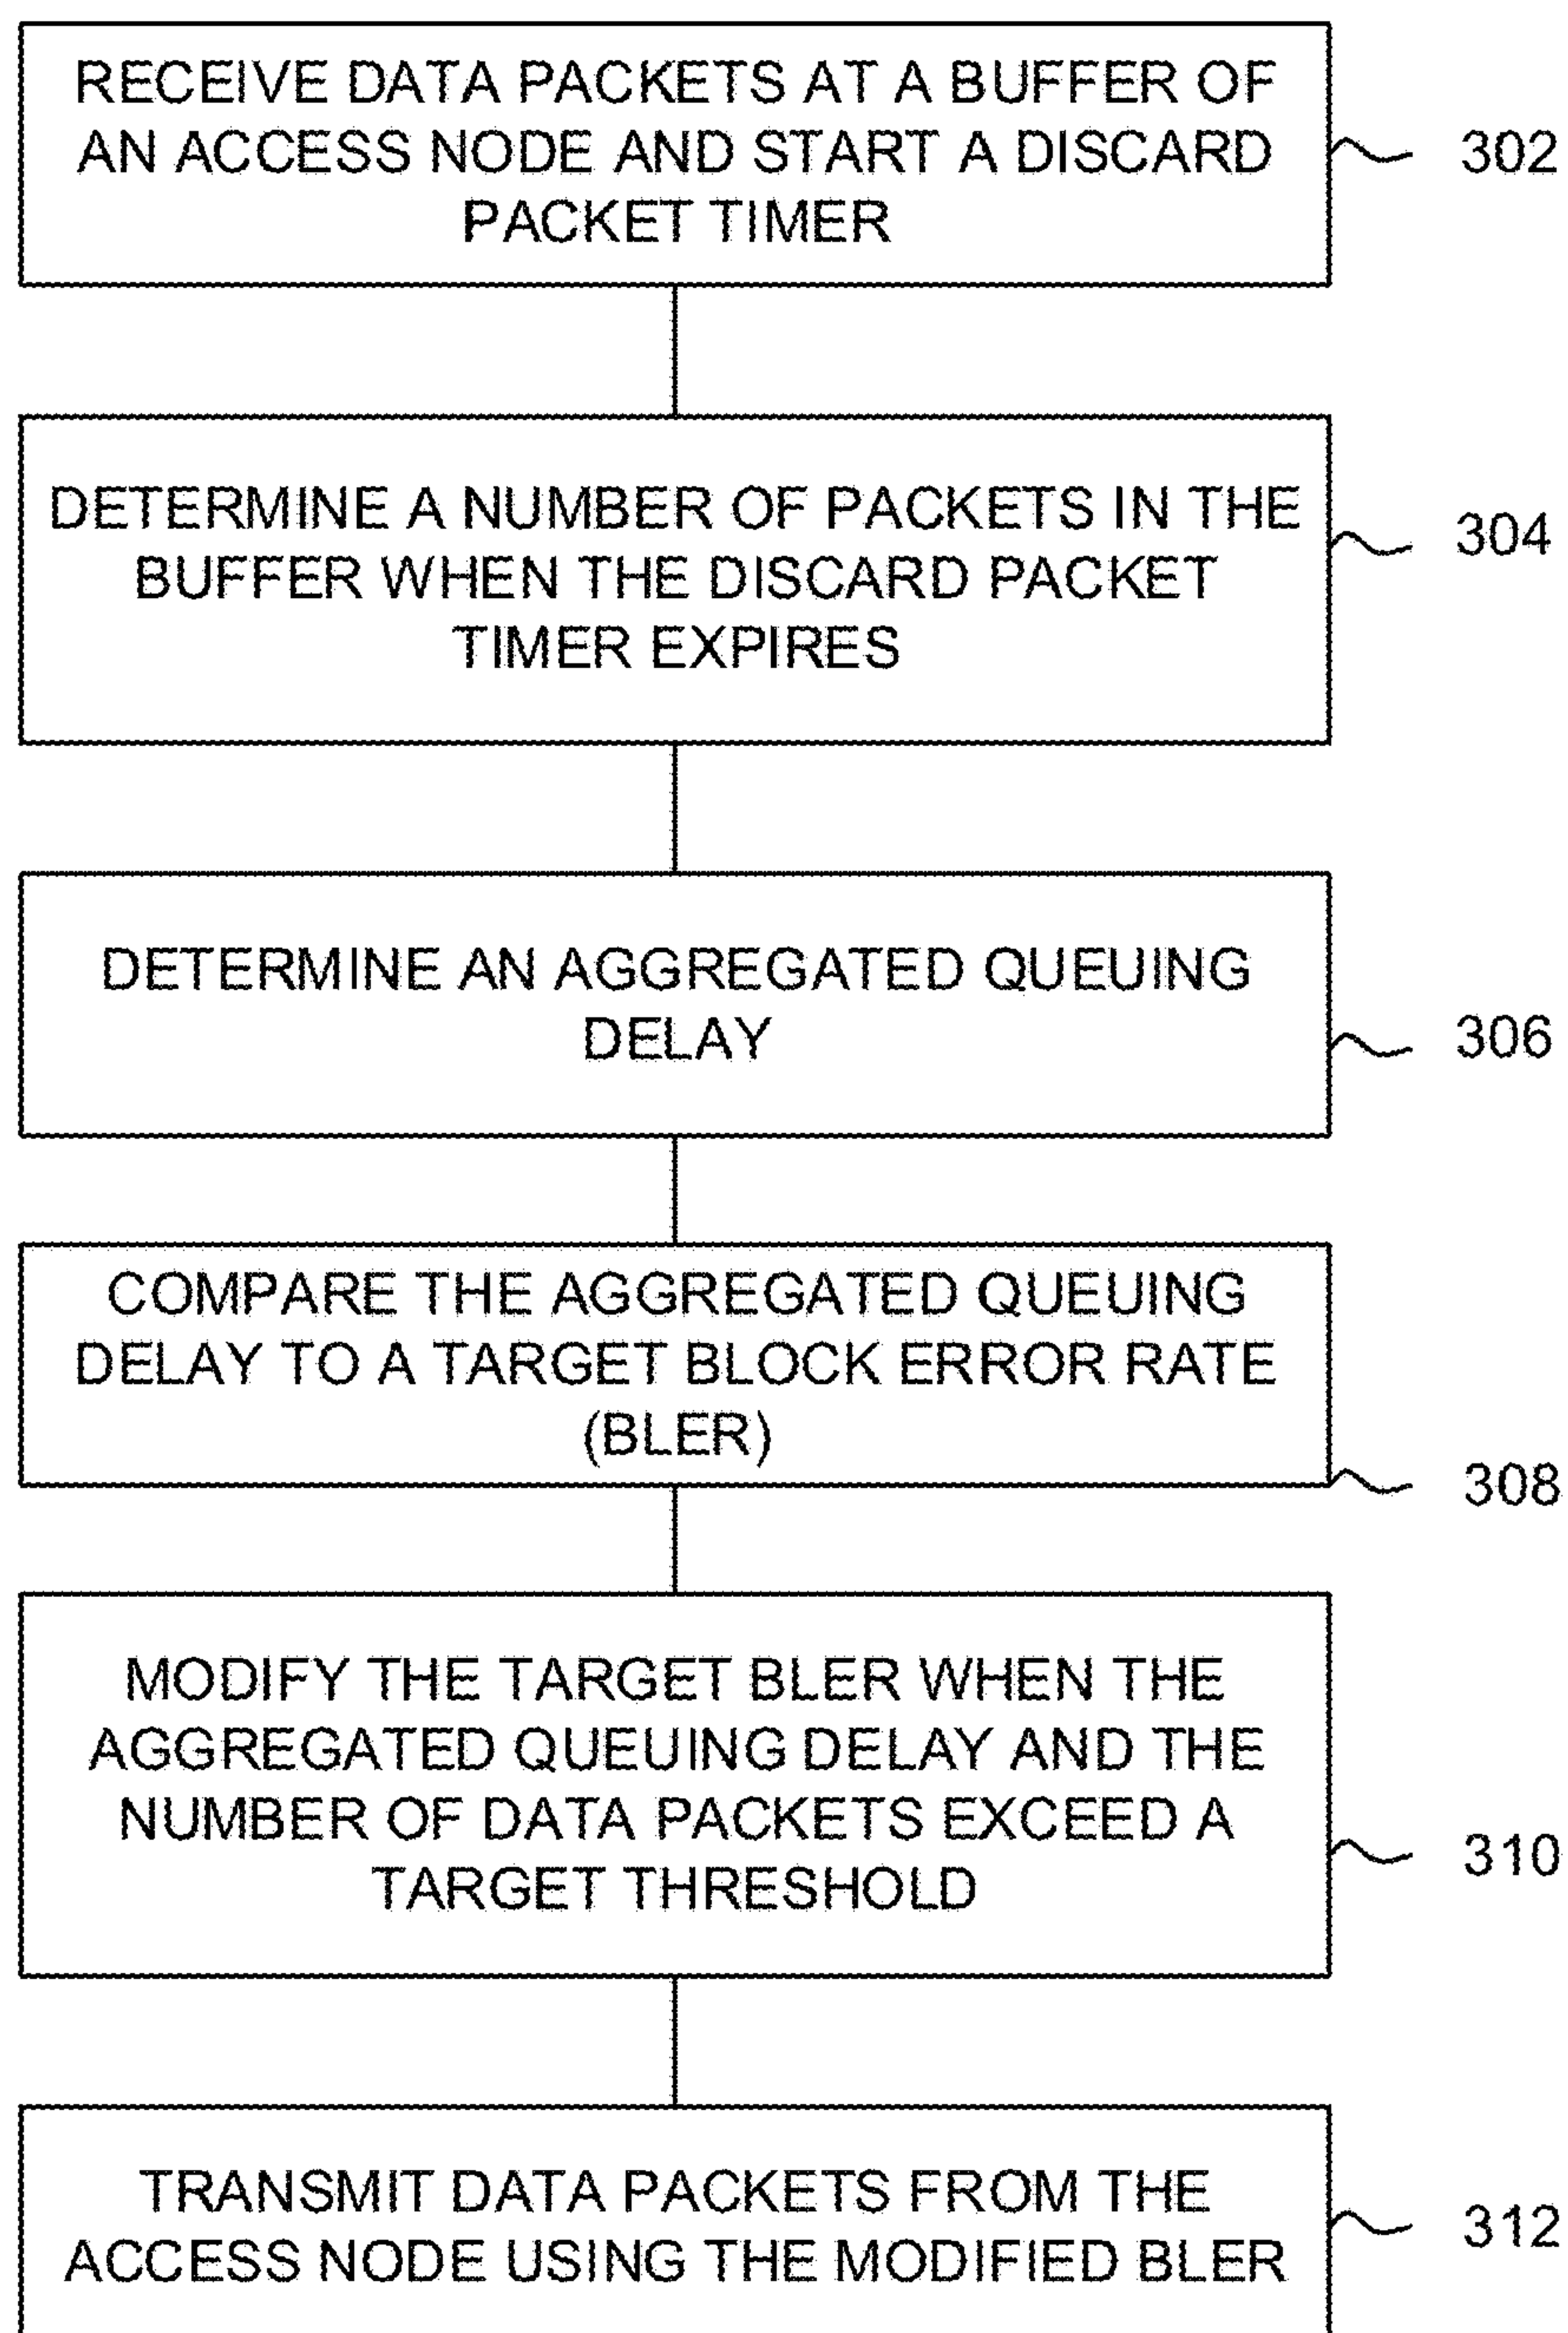 RECEIVE DATA PACKETS AT A BUFFER OF
AN ACCESS NODE AND START A DISCARD
PACKET TIMER
302
DETERMINE A NUMBER OF PACKETS IN THE
BUFFER WHEN THE DISCARD PACKET
TIMER EXPIRES
304
DETERMINE AN AGGREGATED QUEUING
DELAY
306
COMPARE THE AGGREGATED QUEUING
DELAY TO A TARGET BLOCK ERROR RATE
(BLER)
308
MODIFY THE TARGET BLER WHEN THE
AGGREGATED QUEUING DELAY AND THE
NUMBER OF DATA PACKETS EXCEED A
TARGET THRESHOLD
310
TRANSMIT DATA PACKETS FROM THE
ACCESS NODE USING THE MODIFIED BLER
312